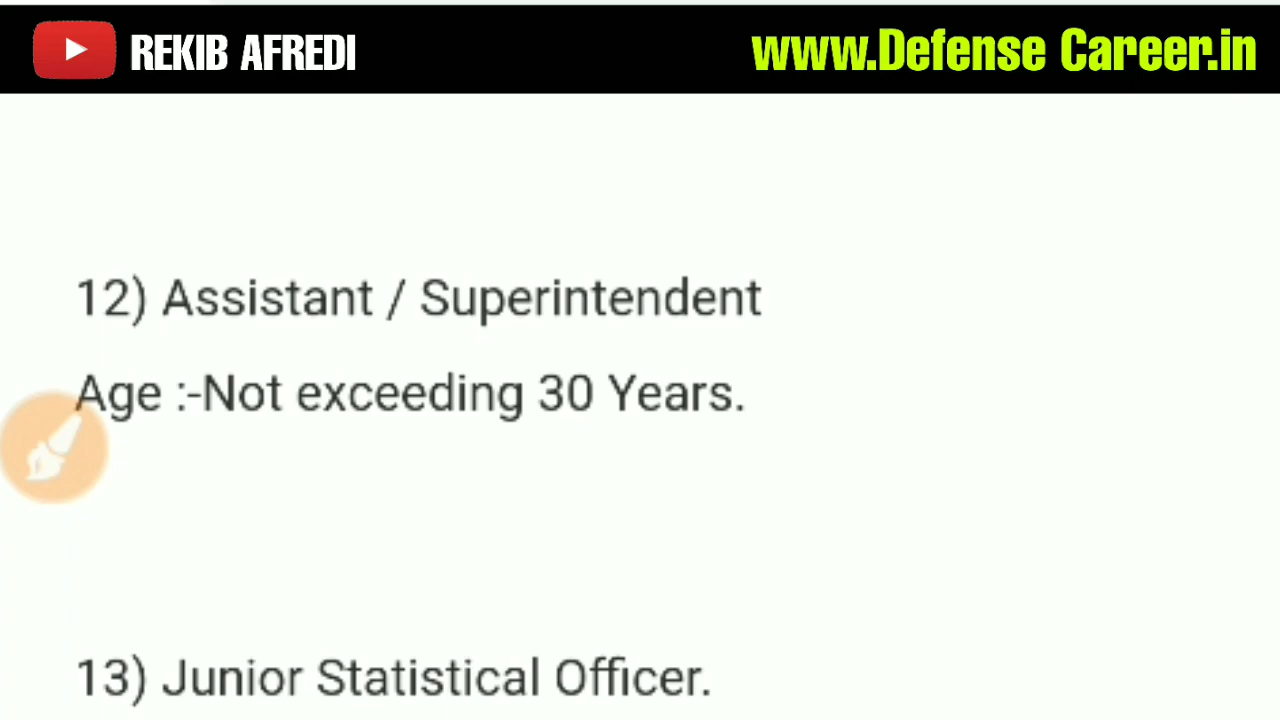 REKIB AFREDI
www.Defense Career.in
12) Assistant / Superintendent
Age :-Not exceeding 30 Years.
13) Junior Statistical Officer.